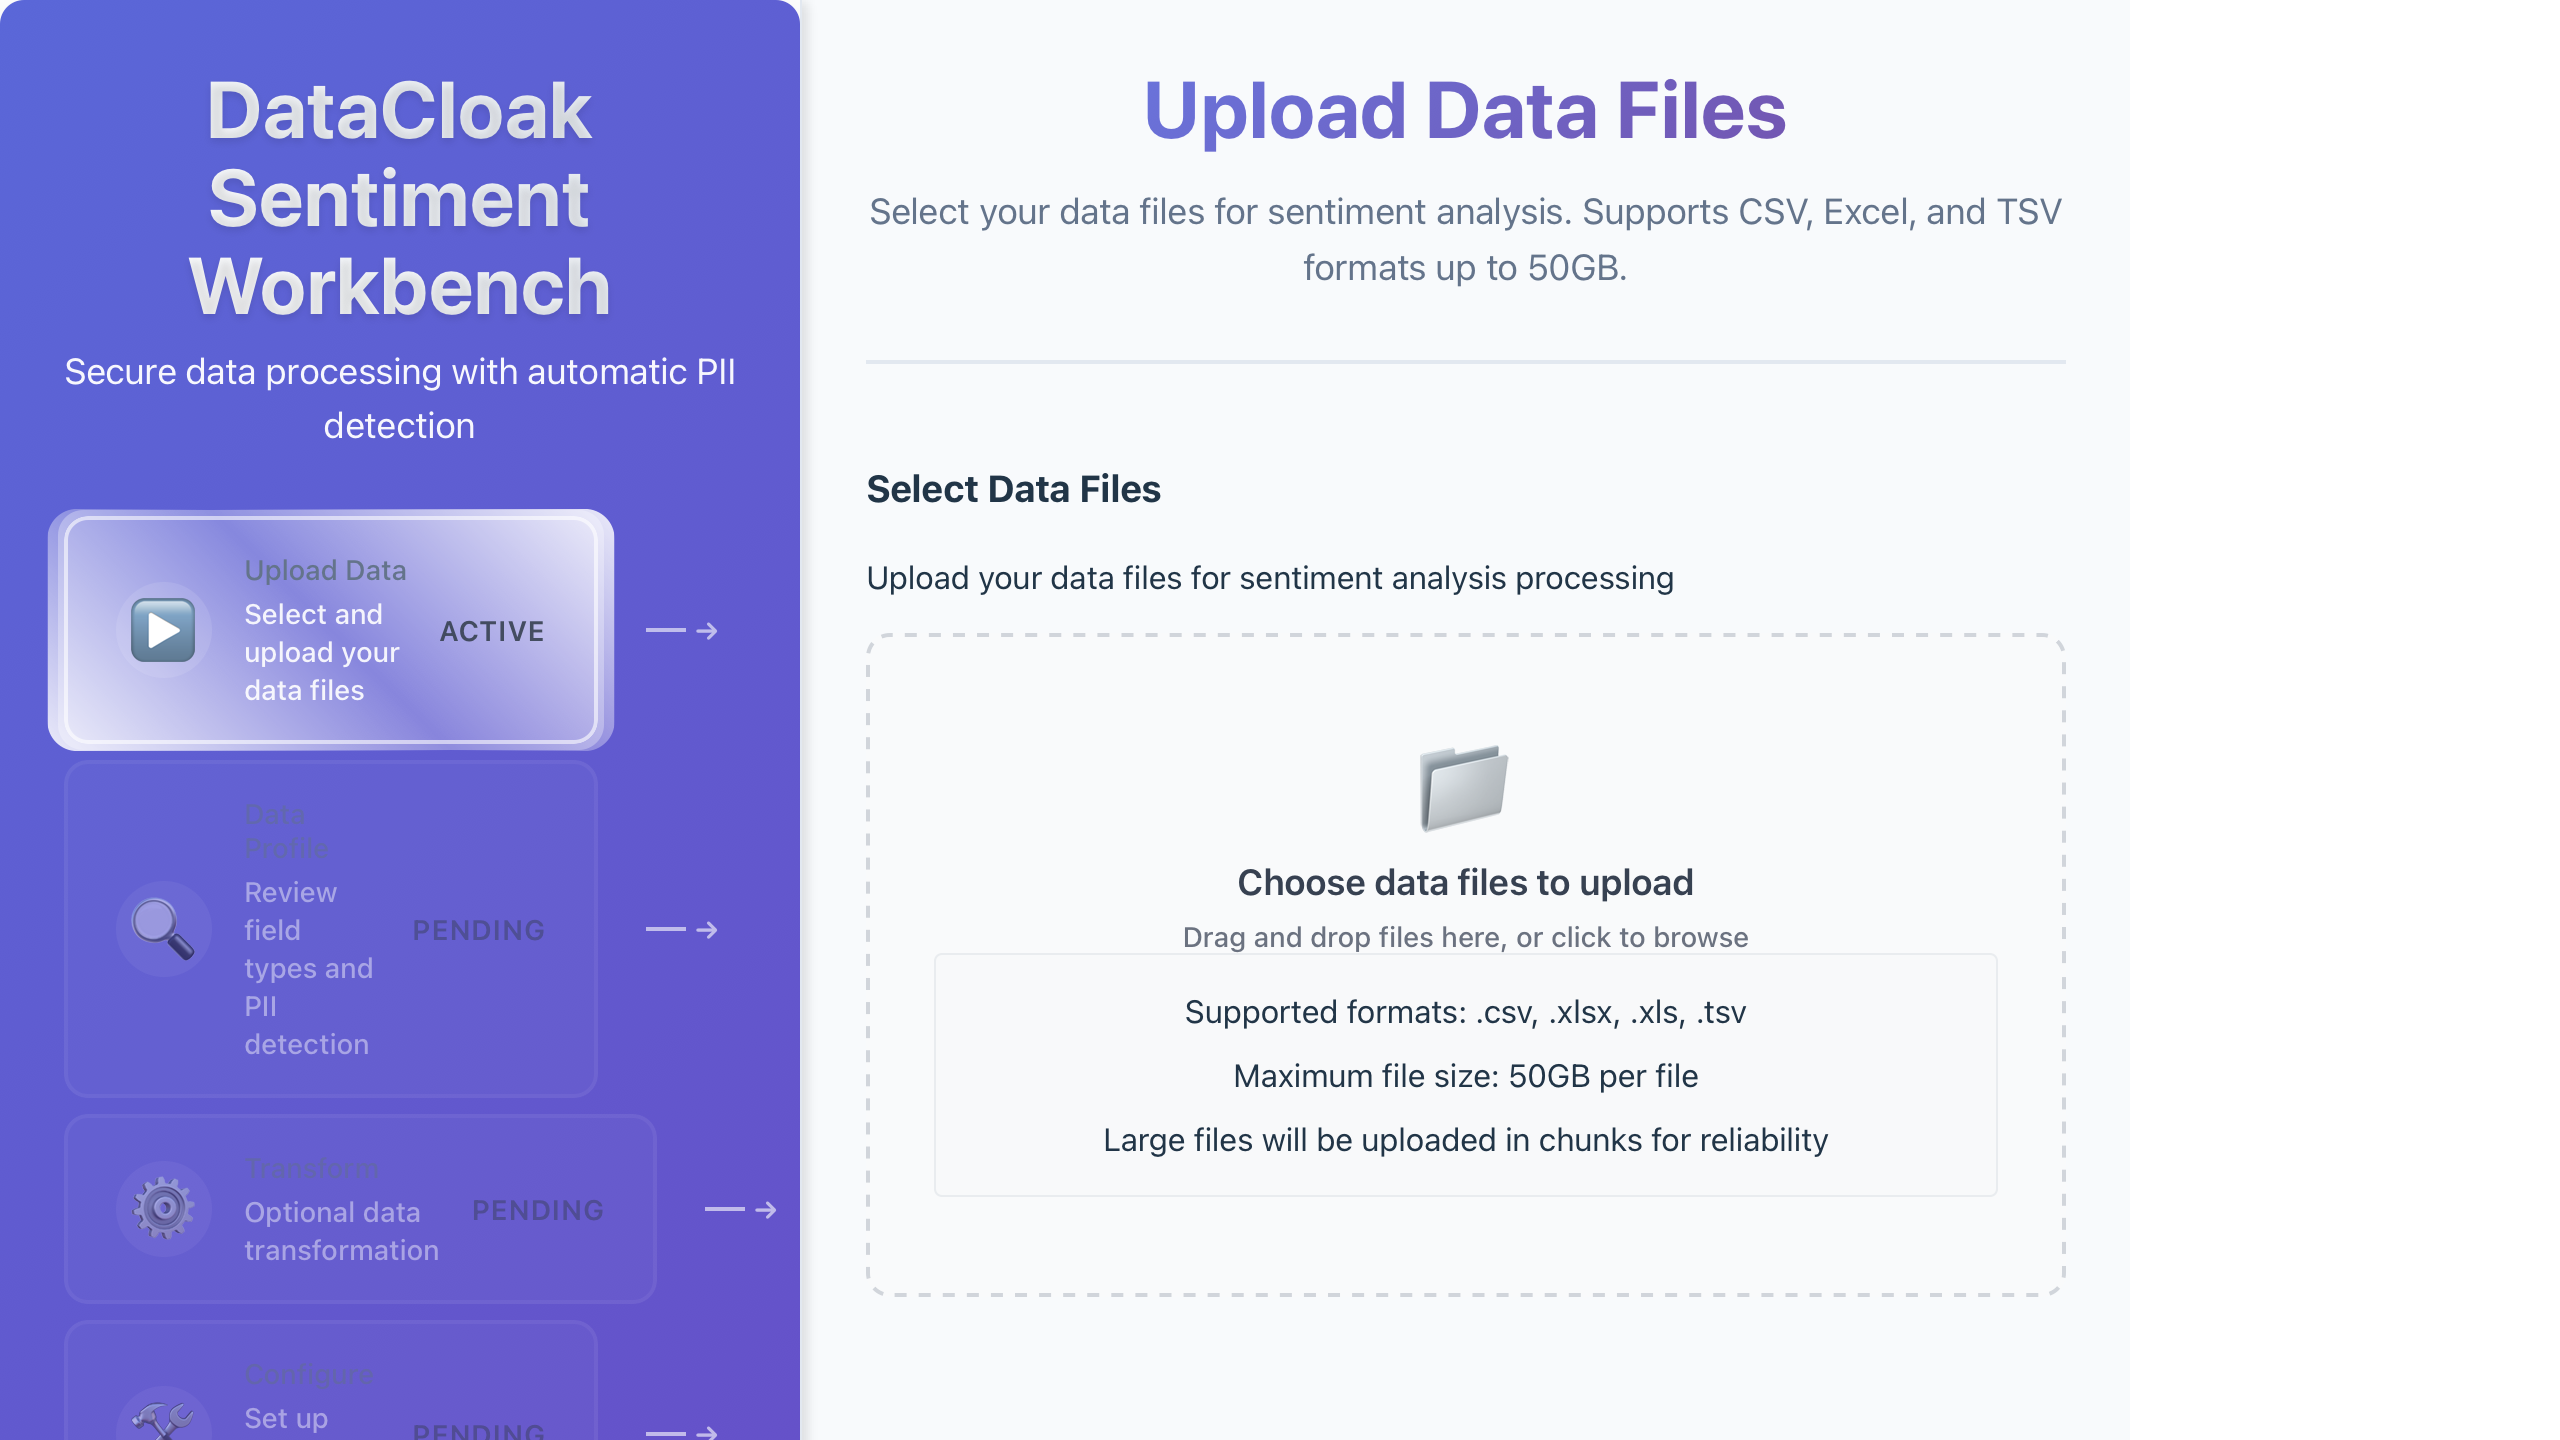 DataCloak
Sentiment
Workbench
Secure data processing with automatic PII
detection
Upload Data
Select and
upload your
data files
ACTIVE
Data
Profile
Review
field
types and
PII
detection
PENDING
Transform
Optional data
transformation
PENDING
Configure
Set up
PENDING
Upload Data Files
Select your data files for sentiment analysis. Supports CSV, Excel, and TSV
formats up to 50GB.
Select Data Files
Upload your data files for sentiment analysis processing
Choose data files to upload
Drag and drop files here, or click to browse
Supported formats: .csv, .xlsx, .xls, .tsv
Maximum file size: 50GB per file
Large files will be uploaded in chunks for reliability